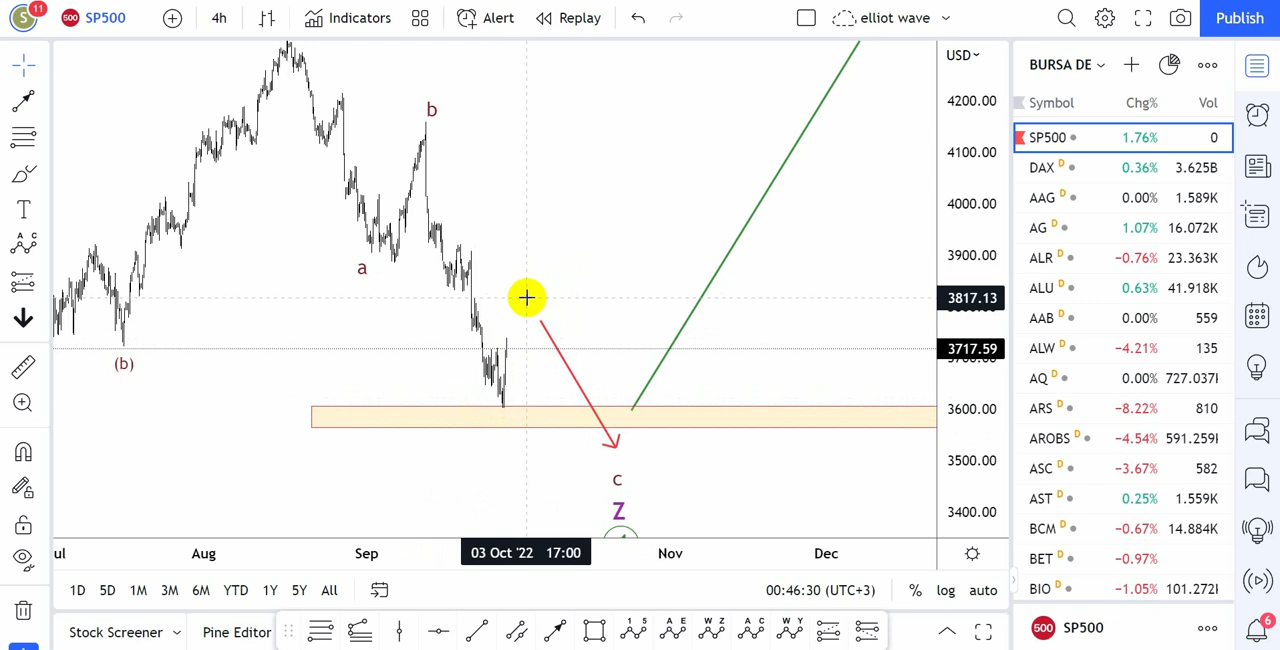 S 11 500 SP500 4h Indicators Alert Replay elliot wave Publish
USD
4200.00
4100.00
4000.00
3900.00
3817.13
3717.59
3600.00
3500.00
3400.00
b
a
(b)
c
Z
ul Aug Sep 03 Oct '22 17:00 Nov Dec
1D 5D 1M 3M 6M YTD 1Y 5Y All 00:46:30 (UTC+3) % log auto
Stock Screener Pine Editor
BURSA DE
Symbol Chg% Vol
SP500 1.76% 0
DAX D 0.36% 3.625B
AAG D 0.00% 1.589K
AG D 1.07% 16.072K
ALR D −0.76% 23.363K
ALU D 0.63% 41.918K
AAB D 0.00% 559
ALW D −4.21% 135
AQ D 0.00% 727.037K
ARS D −8.22% 810
AROBS D −4.54% 591.259K
ASC D −3.67% 582
AST D 0.25% 1.559K
BCM D −0.67% 14.884K
BET D −0.97%
BIO D −1.05% 101.272K
500 SP500
6